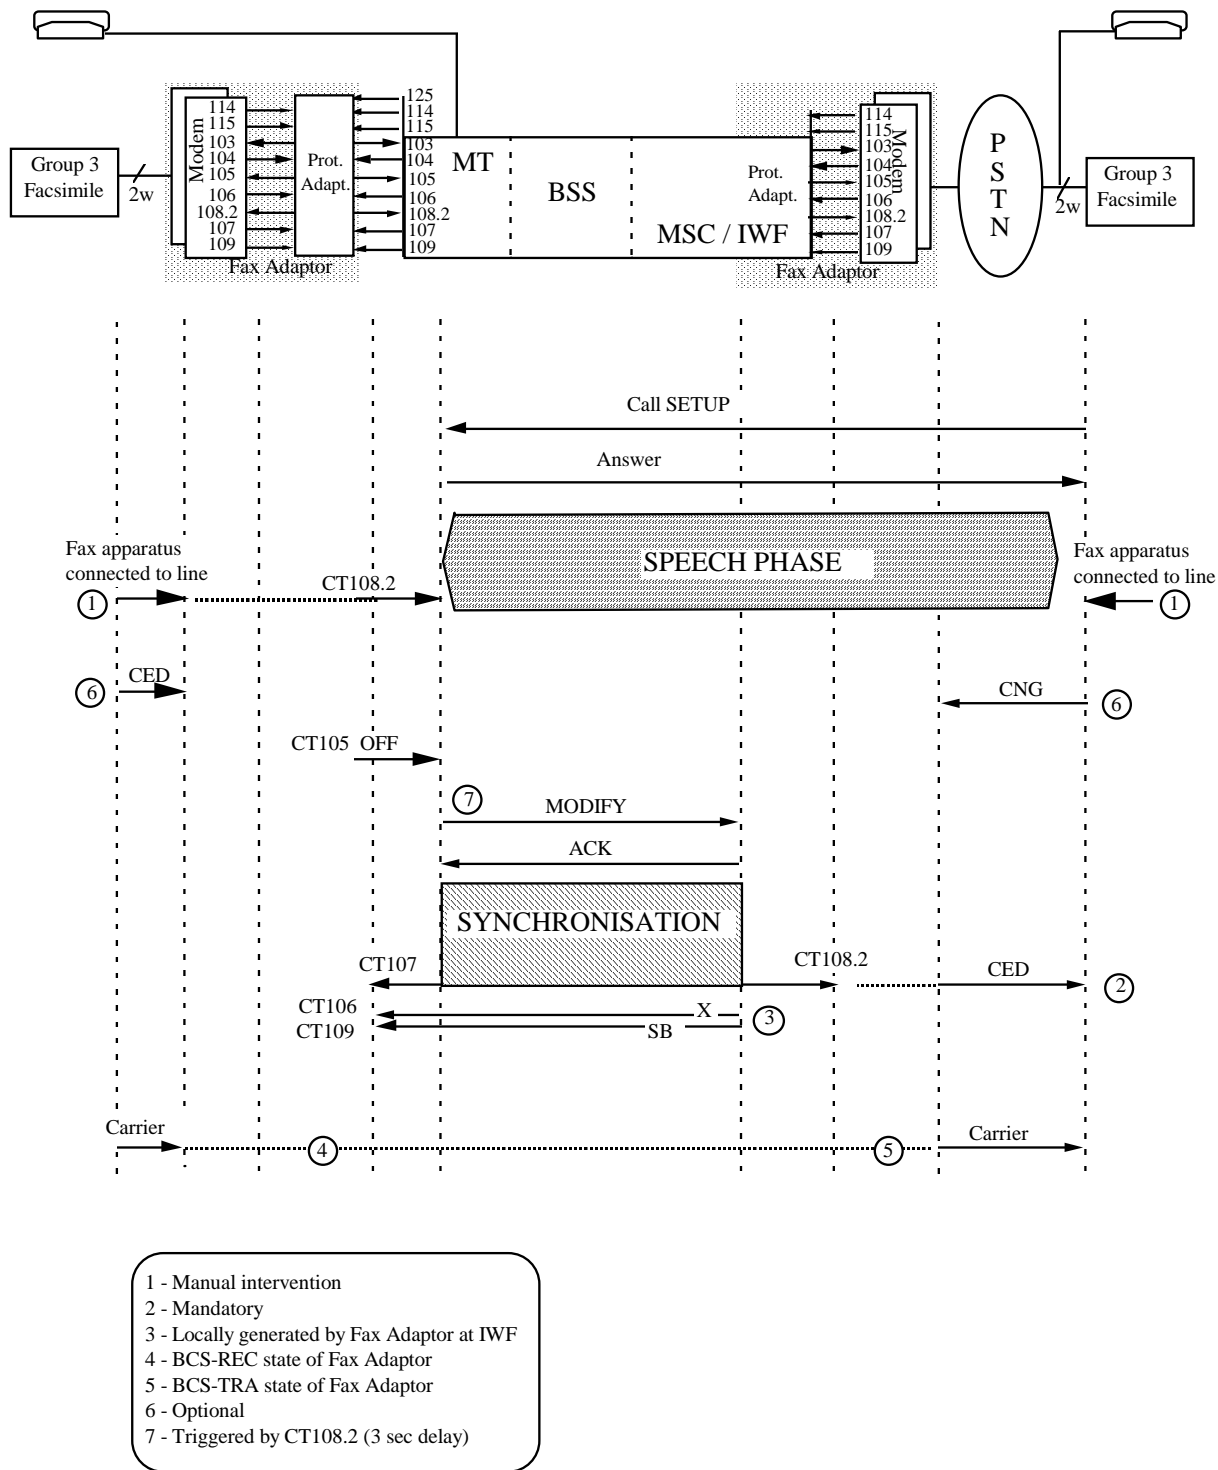 114
115
103
104
105
106
108.2
107
109
Modem
Prot.
Adapt.
125
114
115
103
104
105
106
108.2
107
109
MT
BSS
MSC / IWF
Prot.
Adapt.
114
115
103
104
105
106
108.2
107
109
Modem
P
S
T
N
Group 3
Facsimile
2w
2w
Group 3
Facsimile
Fax Adaptor
Fax Adaptor
Call SETUP
Answer
SPEECH PHASE
Fax apparatus
connected to line
1
CT108.2
Fax apparatus
connected to line
1
6
CED
CNG
6
CT105 OFF
7
MODIFY
ACK
SYNCHRONISATION
CT107
CT108.2
CED
2
CT106
X
3
CT109
SB
Carrier
4
5
Carrier
1 - Manual intervention
2 - Mandatory
3 - Locally generated by Fax Adaptor at IWF
4 - BCS-REC state of Fax Adaptor
5 - BCS-TRA state of Fax Adaptor
6 - Optional
7 - Triggered by CT108.2 (3 sec delay)